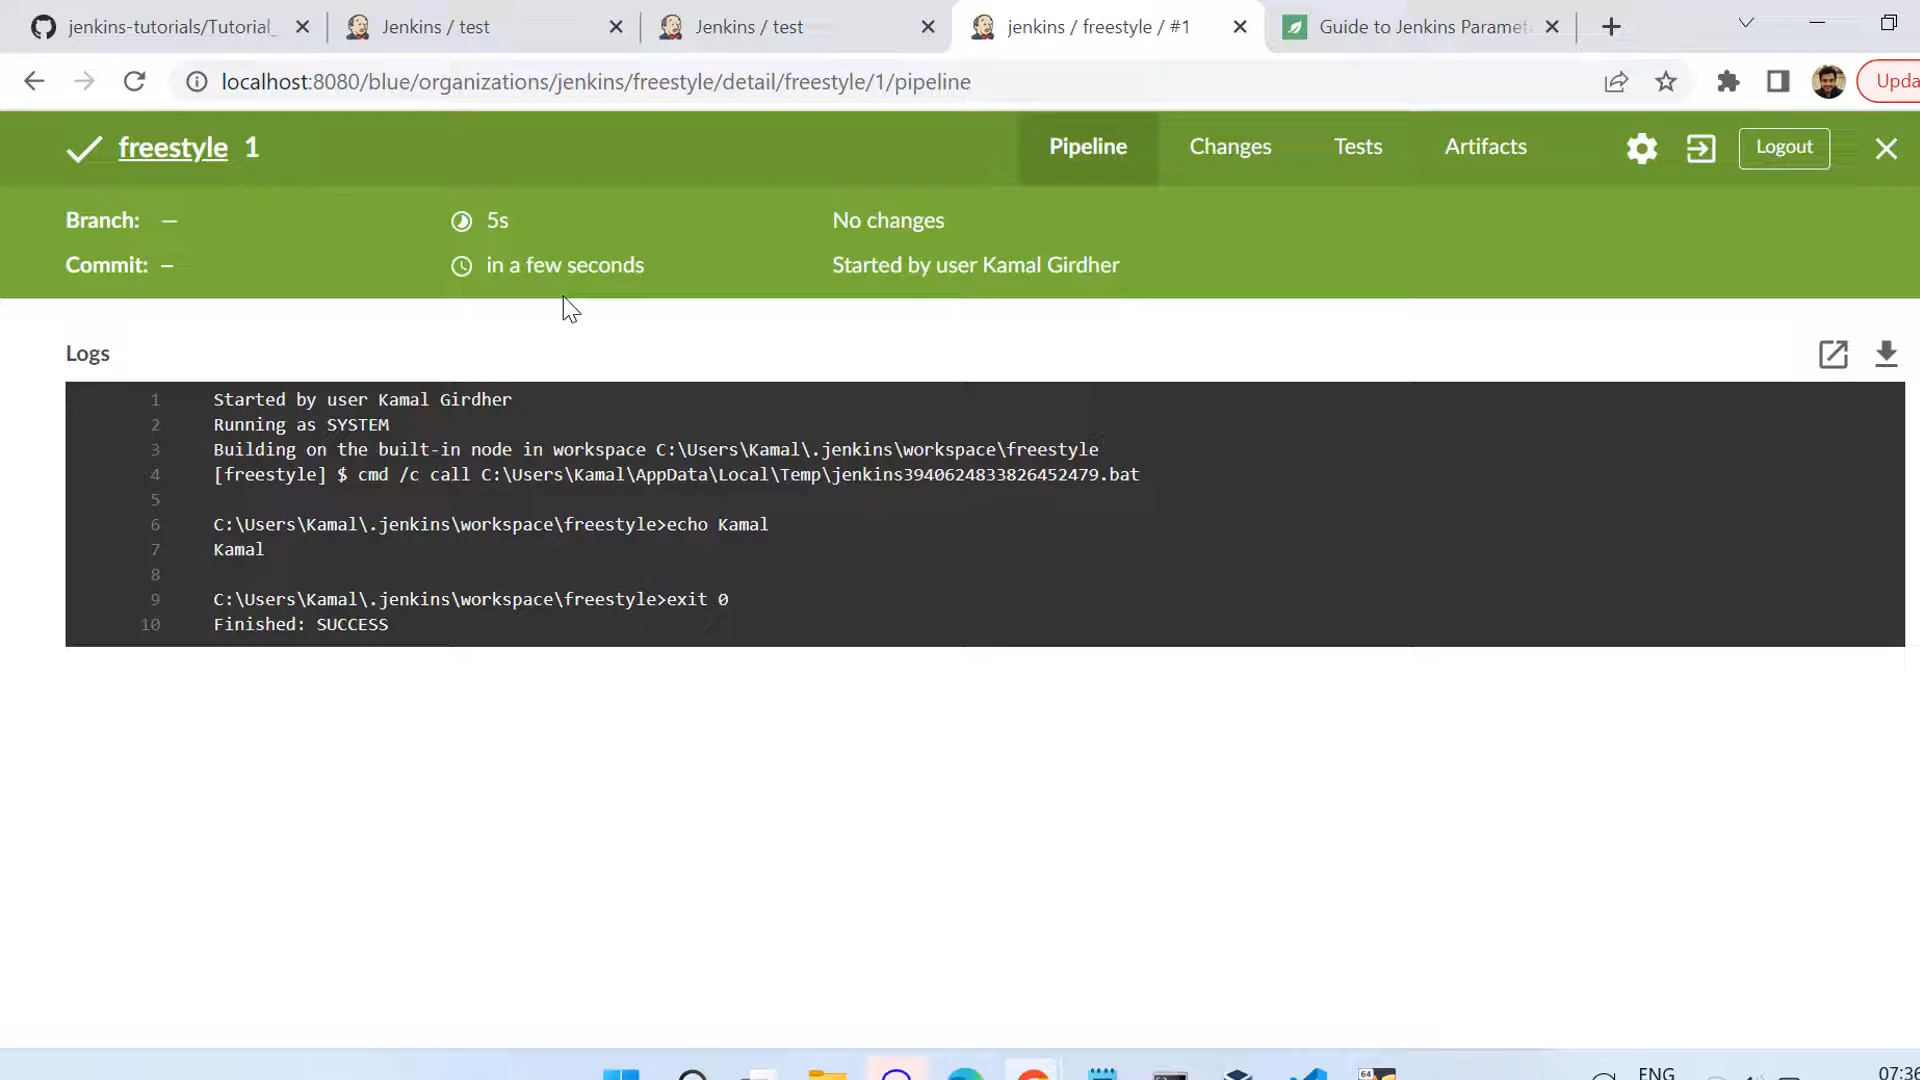 jenkins-tutorials/Tutorial_
Jenkins / test
Jenkins / test
jenkins / freestyle / #1
Guide to Jenkins Paramet
localhost:8080/blue/organizations/jenkins/freestyle/detail/freestyle/1/pipeline
Upda
freestyle 1
Pipeline
Changes
Tests
Artifacts
Logout
Branch: —
5s
No changes
Commit: –
in a few seconds
Started by user Kamal Girdher
Logs
1 Started by user Kamal Girdher
2 Running as SYSTEM
3 Building on the built-in node in workspace C:\Users\Kamal\.jenkins\workspace\freestyle
4 [freestyle] $ cmd /c call C:\Users\Kamal\AppData\Local\Temp\jenkins3940624833826452479.bat
5
6 C:\Users\Kamal\.jenkins\workspace\freestyle>echo Kamal
7 Kamal
8
9 C:\Users\Kamal\.jenkins\workspace\freestyle>exit 0
10 Finished: SUCCESS
64
ENG
07:36